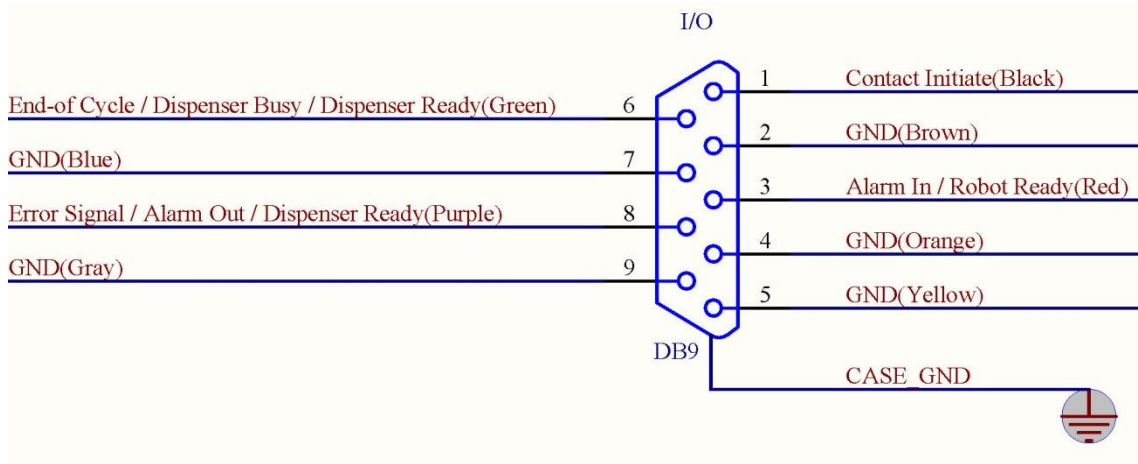 I/O
1 Contact Initiate(Black)
End-of Cycle / Dispenser Busy / Dispenser Ready(Green) 6
2 GND(Brown)
GND(Blue) 7
3 Alarm In / Robot Ready(Red)
Error Signal / Alarm Out / Dispenser Ready(Purple) 8
4 GND(Orange)
GND(Gray) 9
5 GND(Yellow)
DB9
CASE_GND